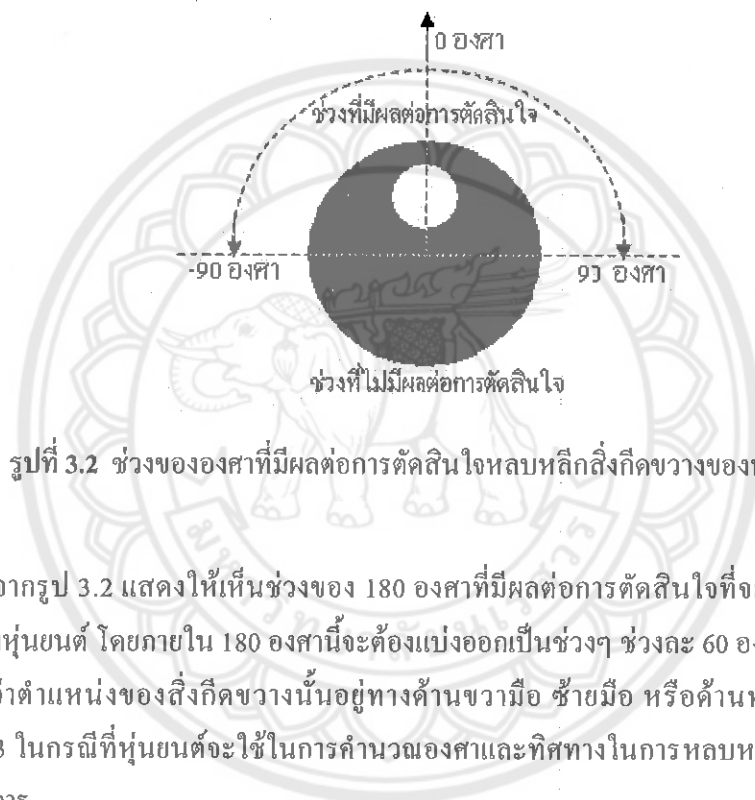 0 องศา
ช่วงที่มีผลต่อการตัดสินใจ
-90 องศา
90 องศา
ช่วงที่ไม่มีผลต่อการตัดสินใจ
รูปที่ 3.2 ช่วงขององศาที่มีผลต่อการตัดสินใจหลบหลีกสิ่งกีดขวางของ
จากรูป 3.2 แสดงให้เห็นช่วงของ 180 องศาที่มีผลต่อการตัดสินใจที่
หุ่นยนต์ โดยภายใน 180 องศานี้จะต้องแบ่งออกเป็นช่วงๆ ช่วงละ 60
ตำแหน่งของสิ่งกีดขวางนั้นอยู่ทางด้านขวามือ ซ้ายมือ หรือด้าน
3 ในกรณีที่หุ่นยนต์จะใช้ในการคำนวณองศาและทิศทางในการหลบ
มหาวิทยาลัยนเรศวร